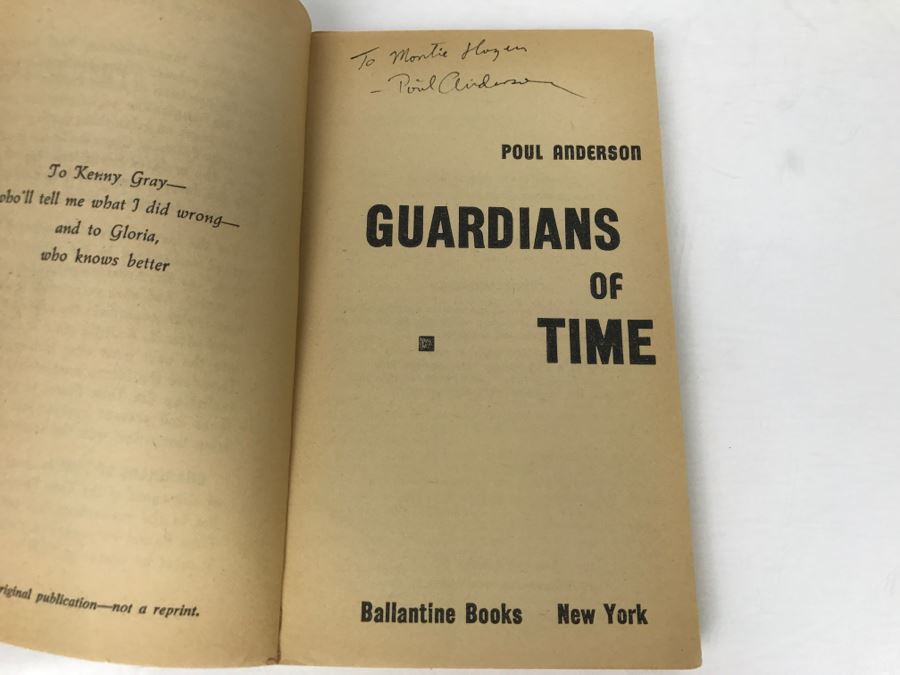 To Kenny Gray—
who'll tell me what I did wrong—
and to Gloria,
who knows better
riginal publication—not a reprint.
To Montie Hogen
– Poul Anderson
POUL ANDERSON
GUARDIANS
OF
TIME
Ballantine Books New York